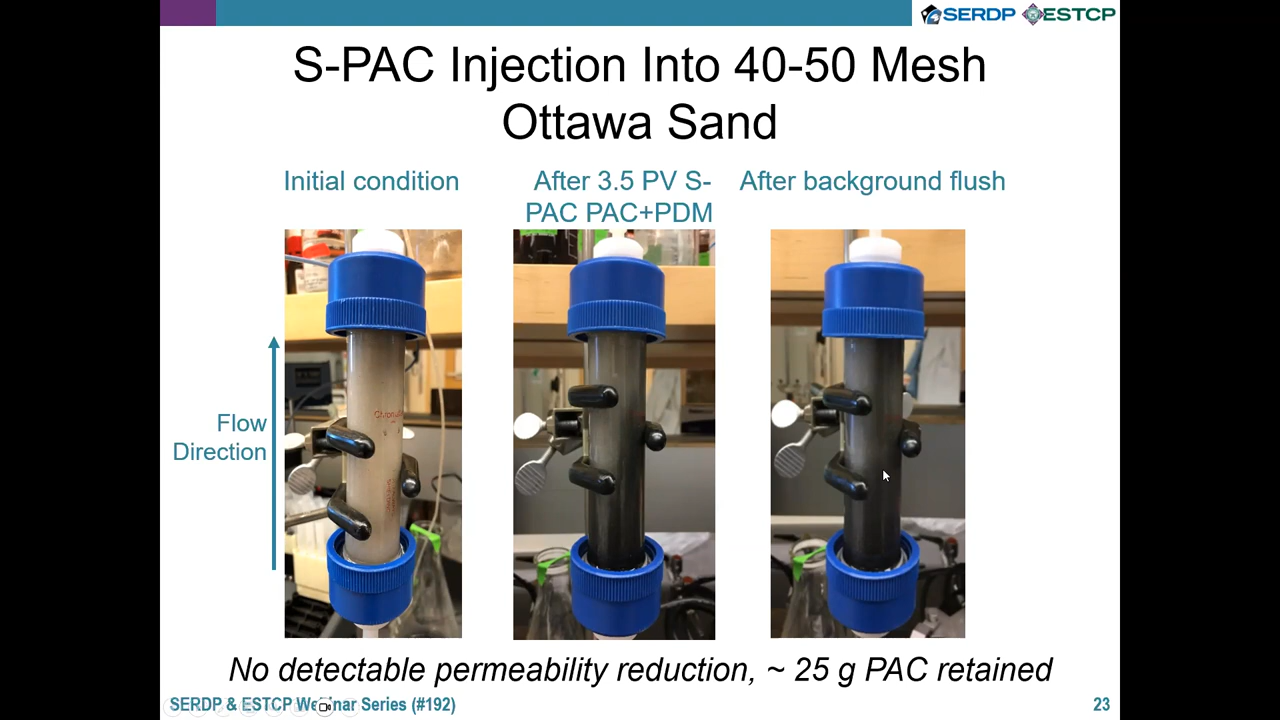 SERDP ESTCP
S-PAC Injection Into 40-50 Mesh
Ottawa Sand
Initial condition
After 3.5 PV S-
PAC PAC+PDM
After background flush
Flow
Direction
No detectable permeability reduction, ~ 25 g PAC retained
SERDP & ESTCP Webinar Series (#192)
23